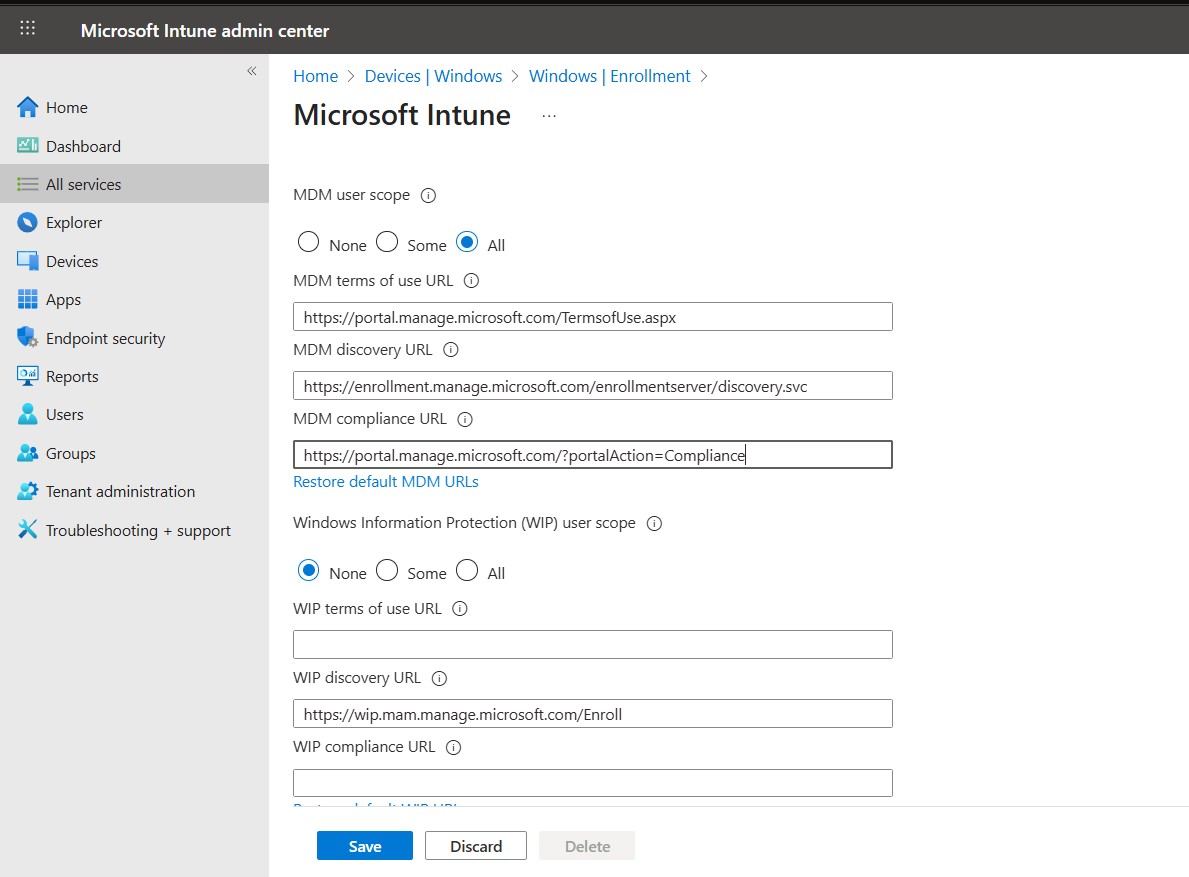 Microsoft Intune admin center
«
Home
Dashboard
All services
Explorer
Devices
Apps
Endpoint security
Reports
Users
Groups
Tenant administration
Troubleshooting + support
Home > Devices | Windows > Windows | Enrollment >
Microsoft Intune ...
MDM user scope
None Some All
MDM terms of use URL
https://portal.manage.microsoft.com/TermsofUse.aspx
MDM discovery URL
https://enrollment.manage.microsoft.com/enrollmentserver/discovery.svc
MDM compliance URL
https://portal.manage.microsoft.com/?portalAction=Compliance
Restore default MDM URLs
Windows Information Protection (WIP) user scope
None Some All
WIP terms of use URL
WIP discovery URL
https://wip.mam.manage.microsoft.com/Enroll
WIP compliance URL
Save Discard Delete